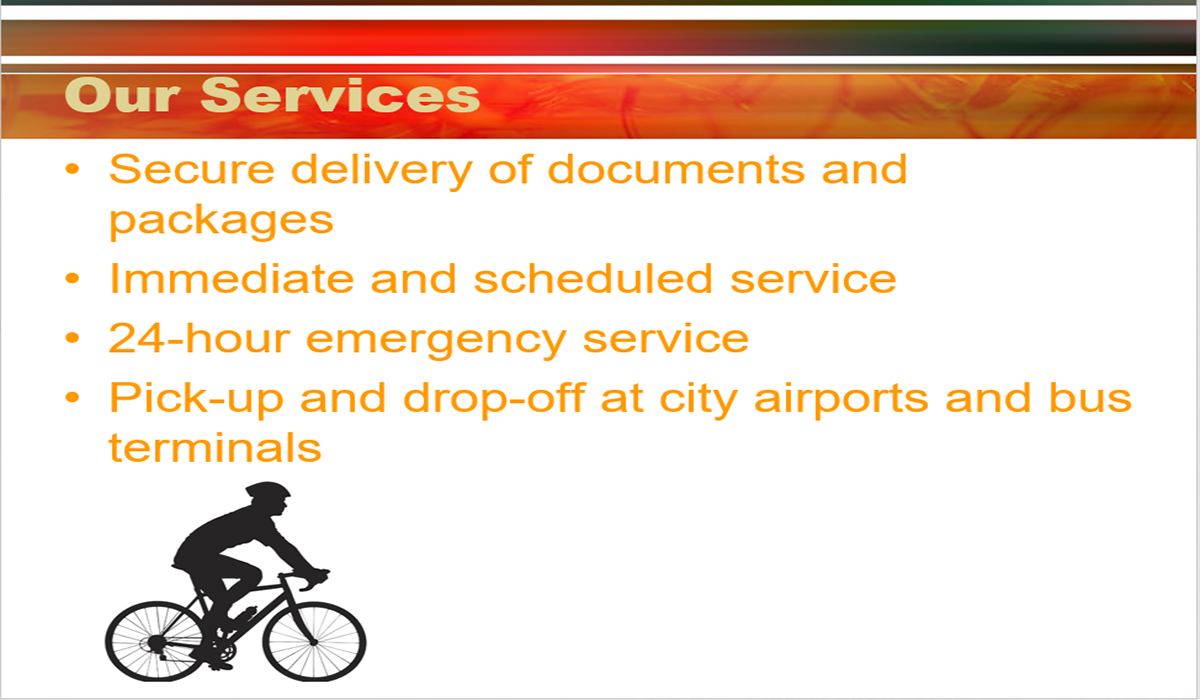 Our Services
• Secure delivery of documents and
packages
• Immediate and scheduled service
• 24-hour emergency service
• Pick-up and drop-off at city airports and bus
terminals